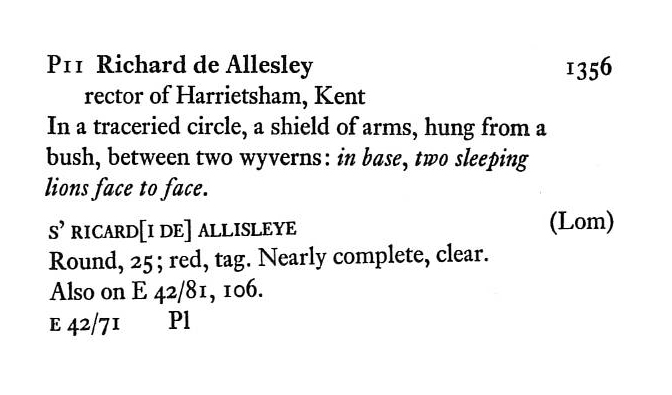 P11 Richard de Allesley 1356
rector of Harrietsham, Kent
In a traceried circle, a shield of arms, hung from a
bush, between two wyverns: in base, two sleeping
lions face to face.
S’ RICARD[I DE] ALLISLEYE (Lom)
Round, 25; red, tag. Nearly complete, clear.
Also on E 42/81, 106.
E 42/71 Pl